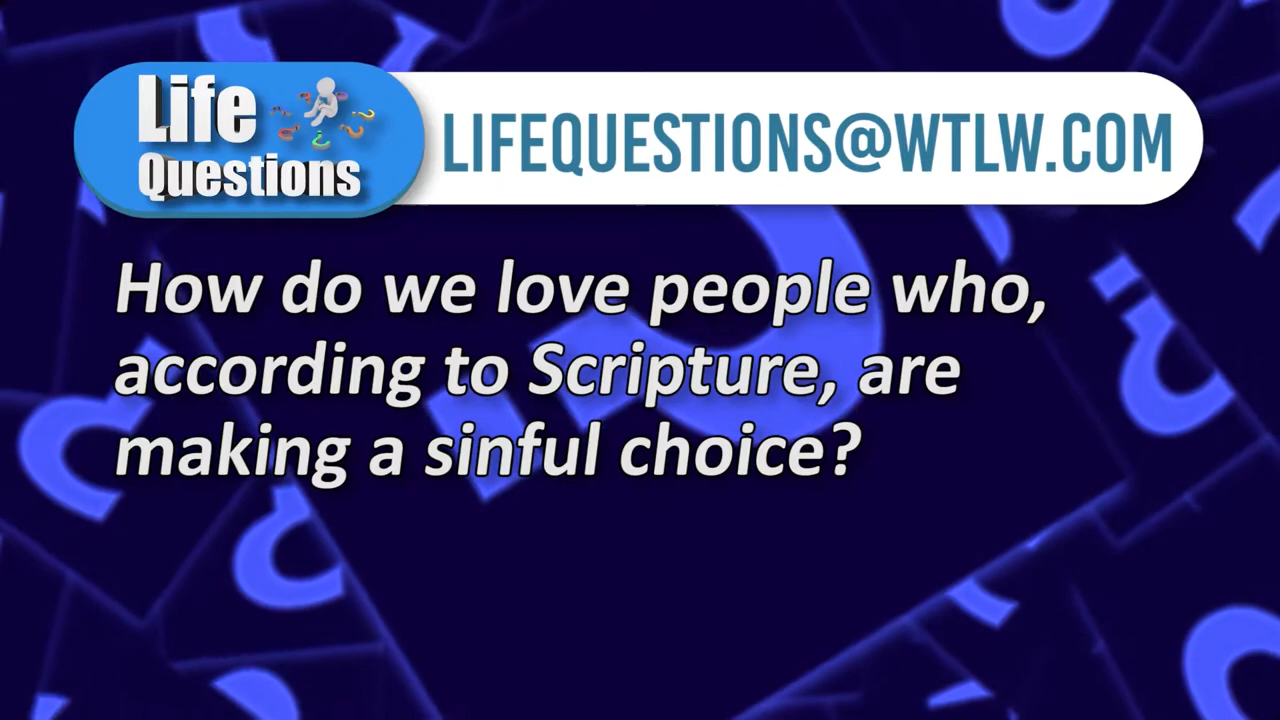 Life
Questions
LIFEQUESTIONS@WTLW.COM
How do we love people who,
according to Scripture, are
making a sinful choice?